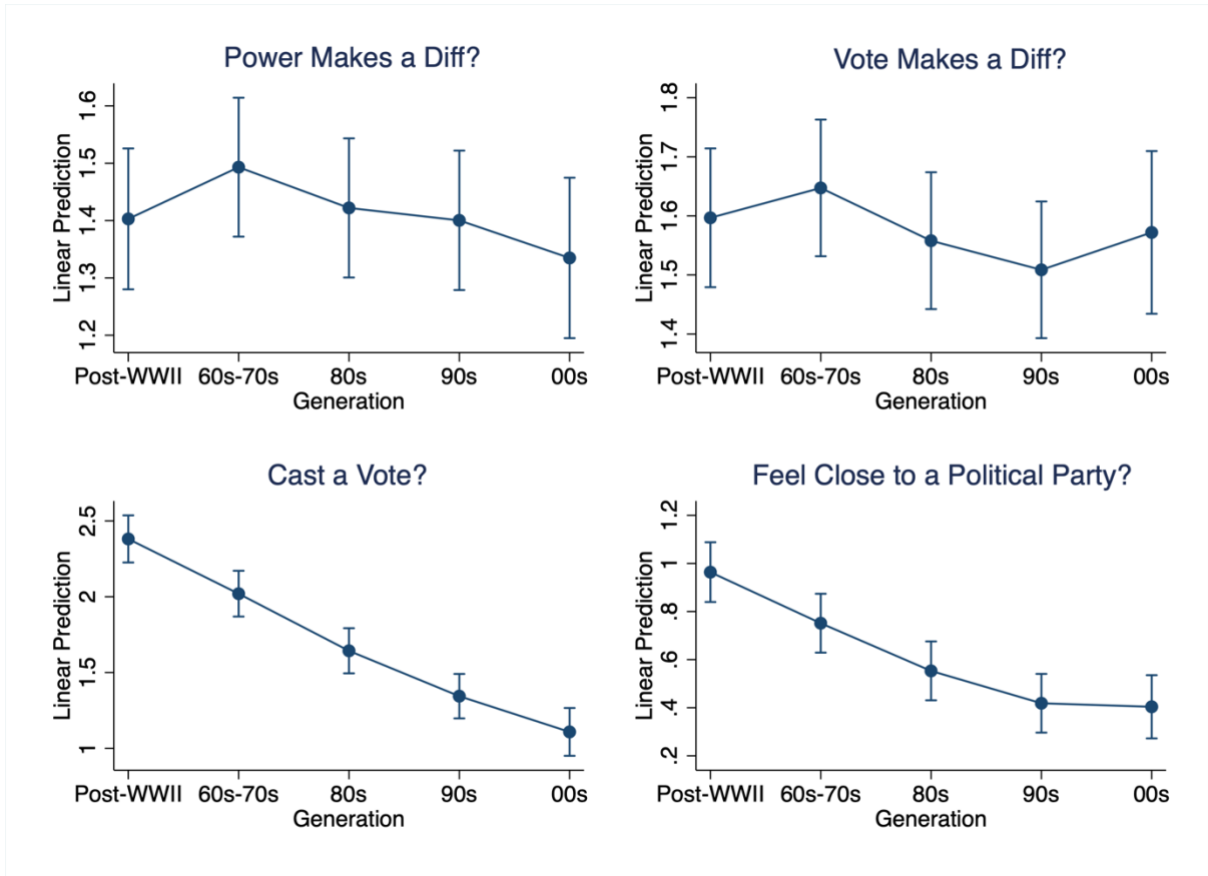 Power Makes a Diff?
Linear Prediction
1.6
1.5
1.4
1.3
1.2
Post-WWII 60s-70s 80s 90s 00s
Generation
Vote Makes a Diff?
Linear Prediction
1.8
1.7
1.6
1.5
1.4
Post-WWII 60s-70s 80s 90s 00s
Generation
Cast a Vote?
Linear Prediction
2.5
2
1.5
1
Post-WWII 60s-70s 80s 90s 00s
Generation
Feel Close to a Political Party?
Linear Prediction
1.2
1
.8
.6
.4
.2
Post-WWII 60s-70s 80s 90s 00s
Generation